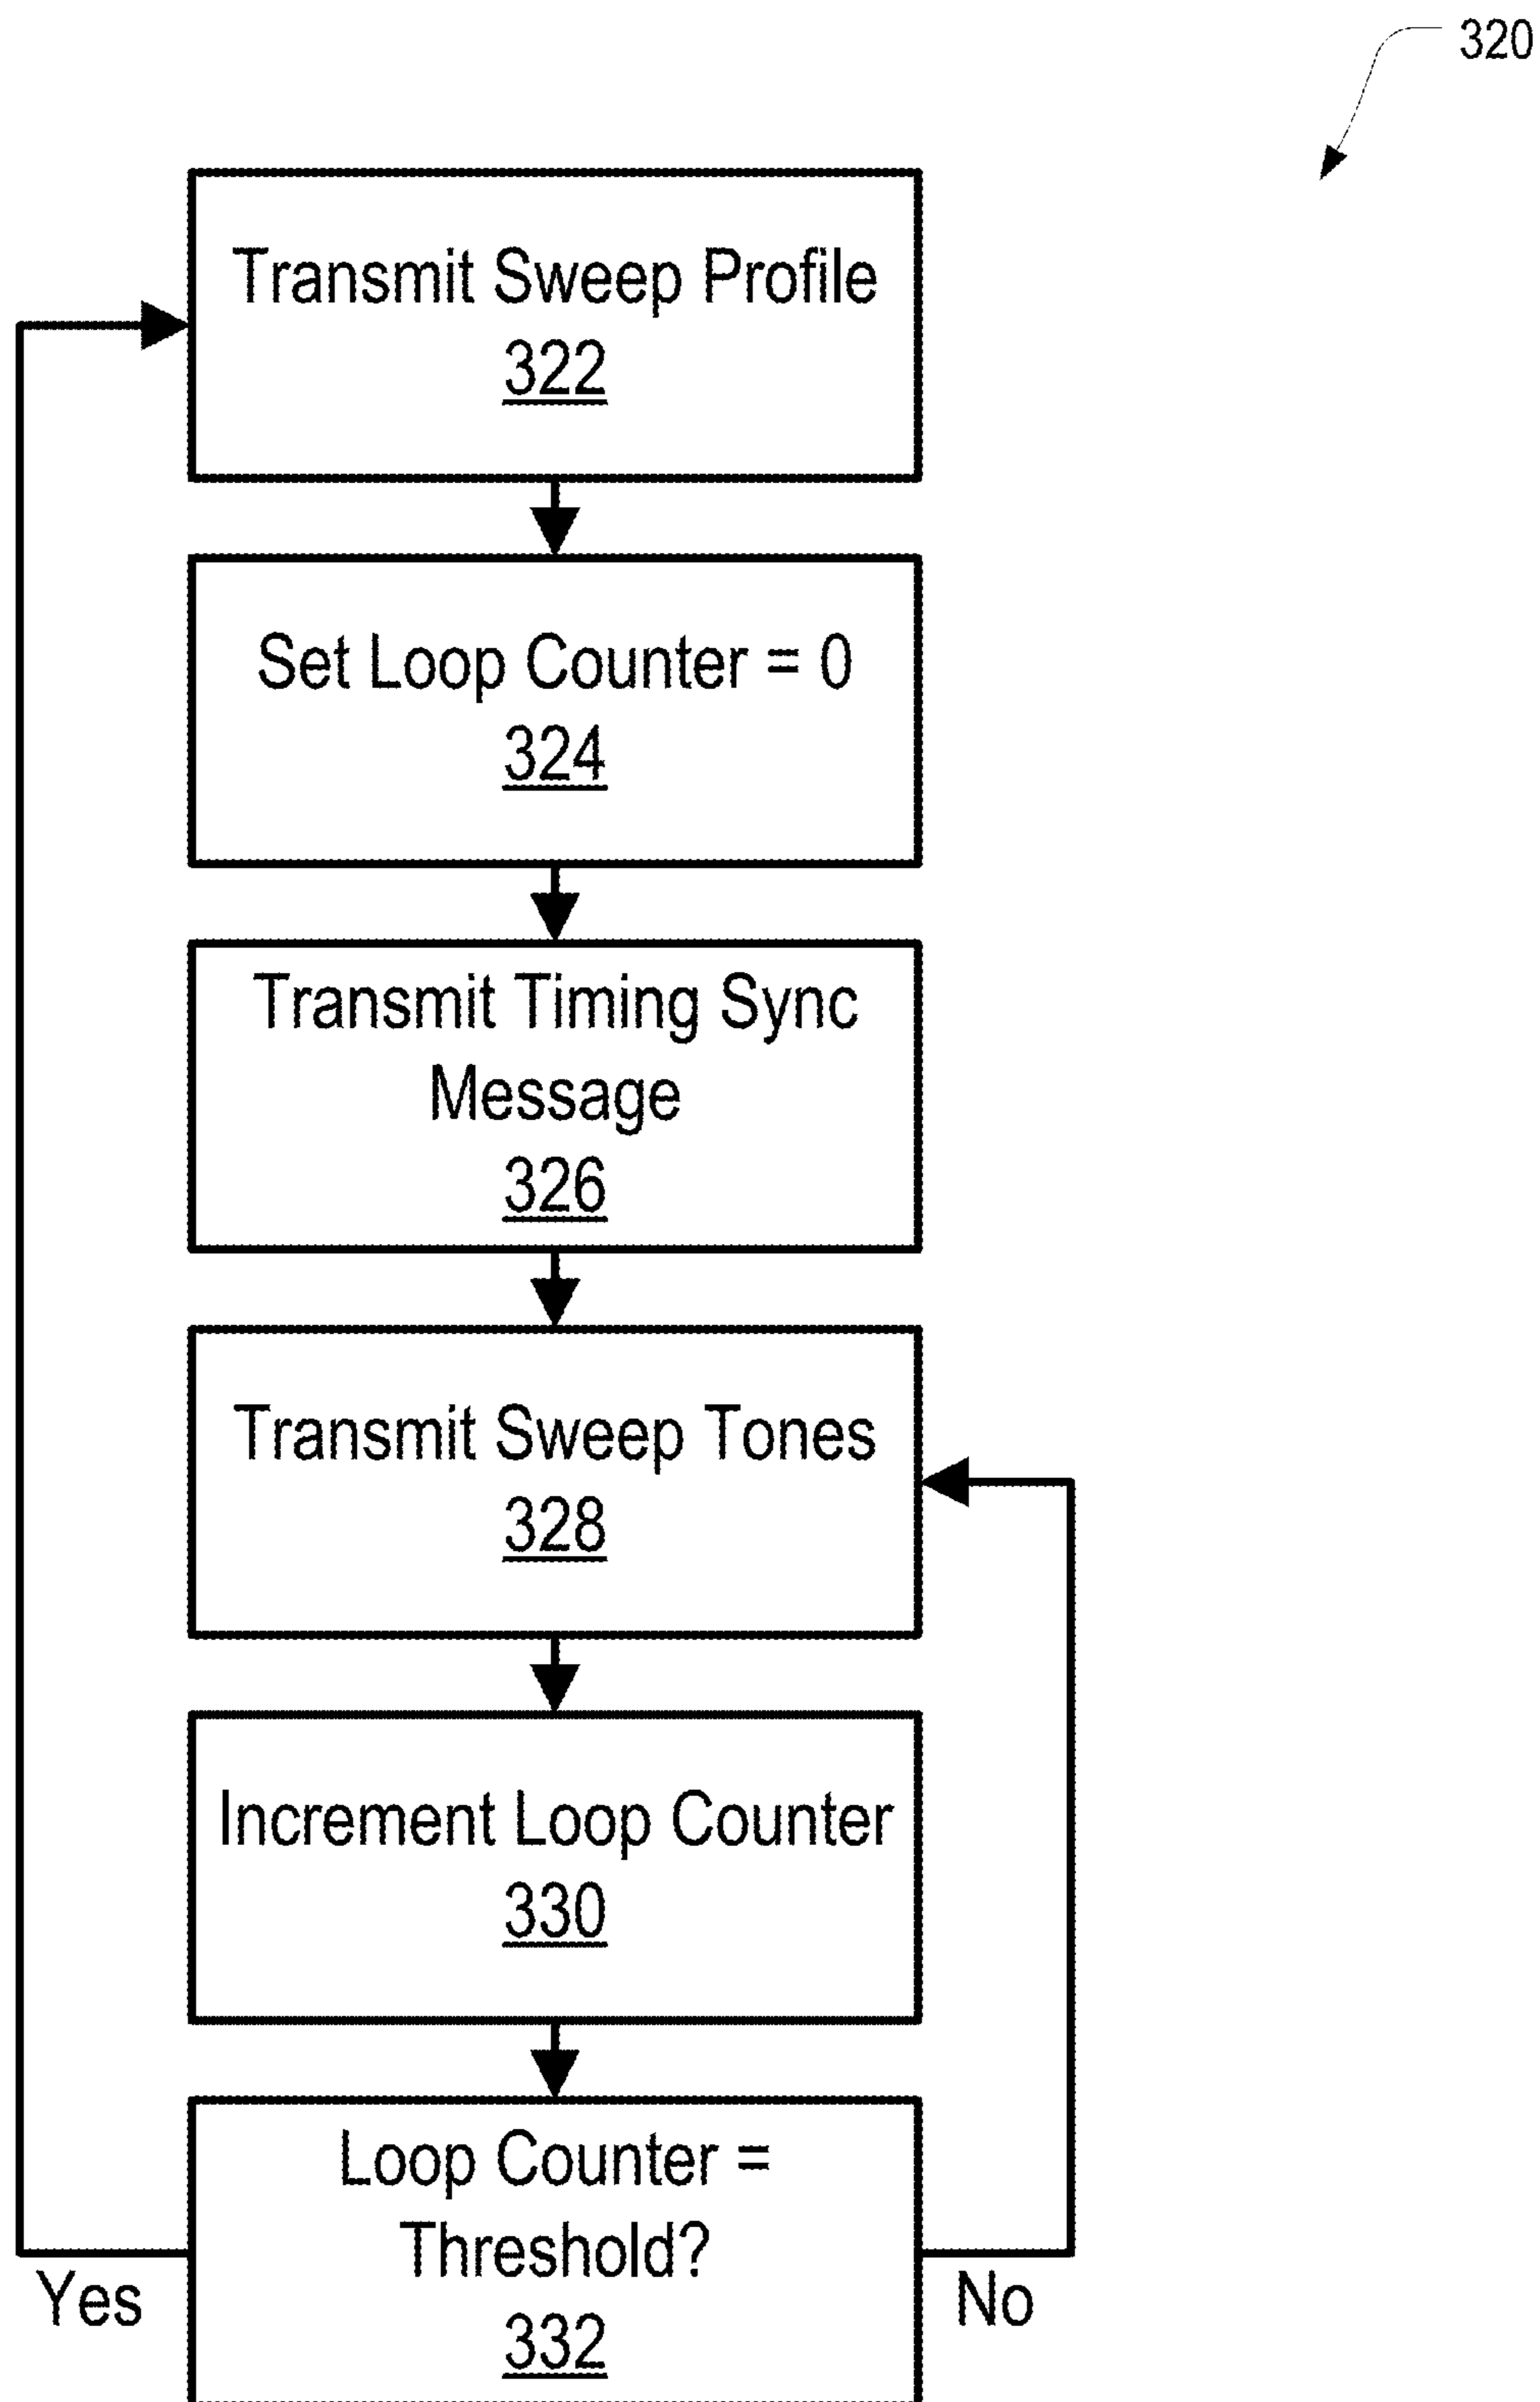 320
Transmit Sweep Profile
322
Set Loop Counter = 0
324
Transmit Timing Sync
Message
326
Transmit Sweep Tones
328
Increment Loop Counter
330
Loop Counter =
Threshold?
332
Yes
No